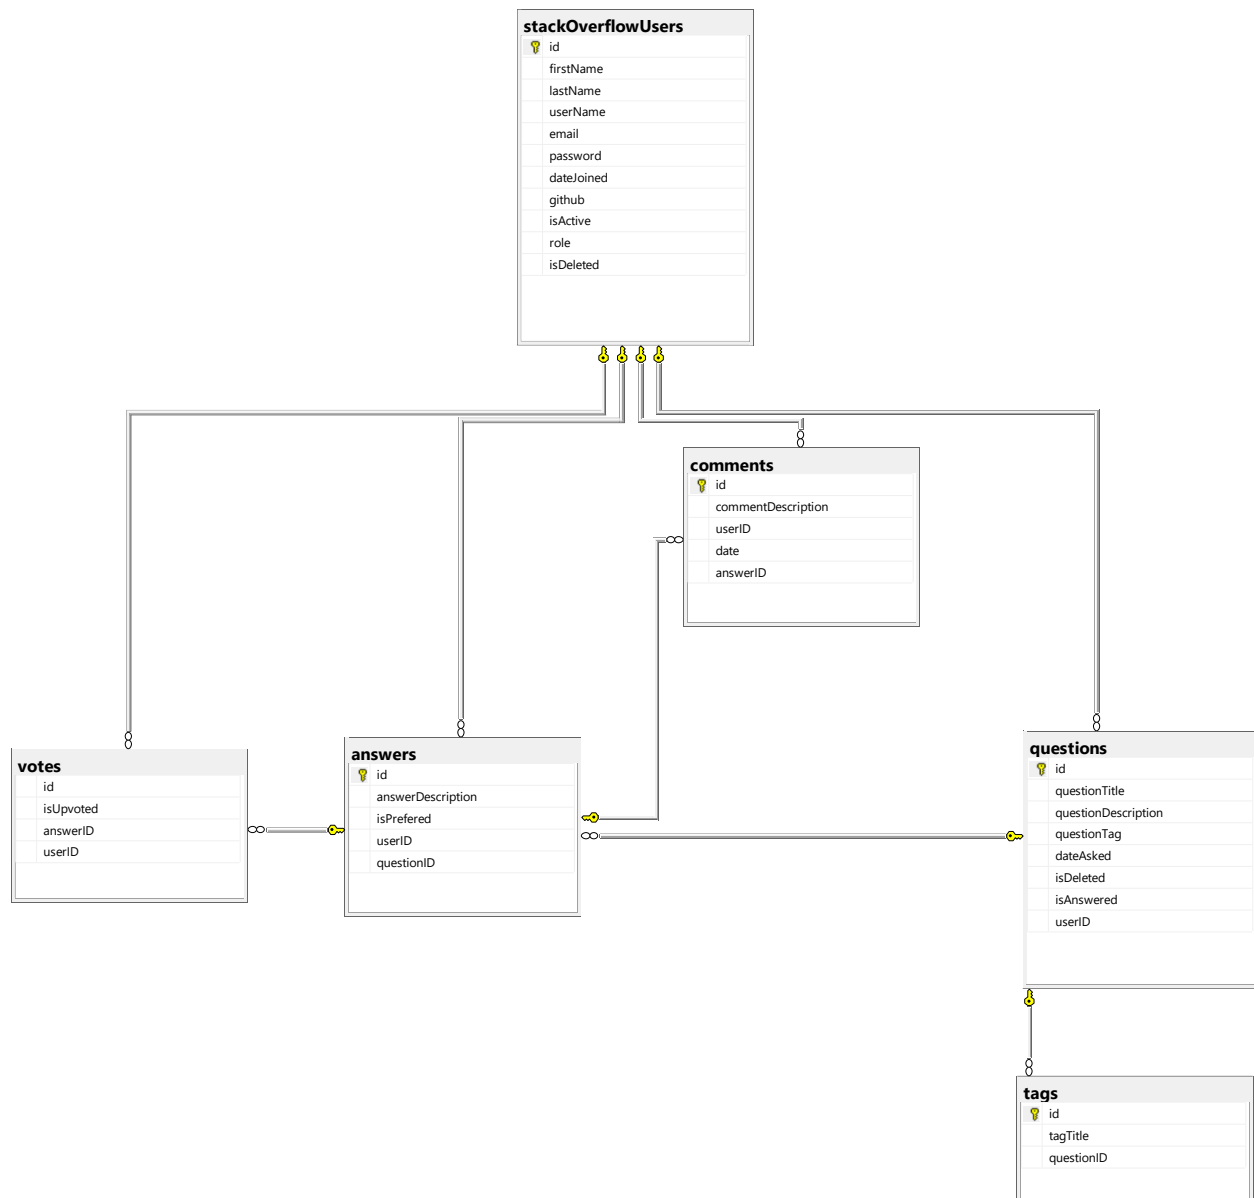 stackOverflowUsers
id
firstName
lastName
userName
email
password
dateJoined
github
isActive
role
isDeleted
comments
id
commentDescription
userID
date
answerID
votes
id
isUpvoted
answerID
userID
answers
id
answerDescription
isPrefered
userID
questionID
questions
id
questionTitle
questionDescription
questionTag
dateAsked
isDeleted
isAnswered
userID
tags
id
tagTitle
questionID